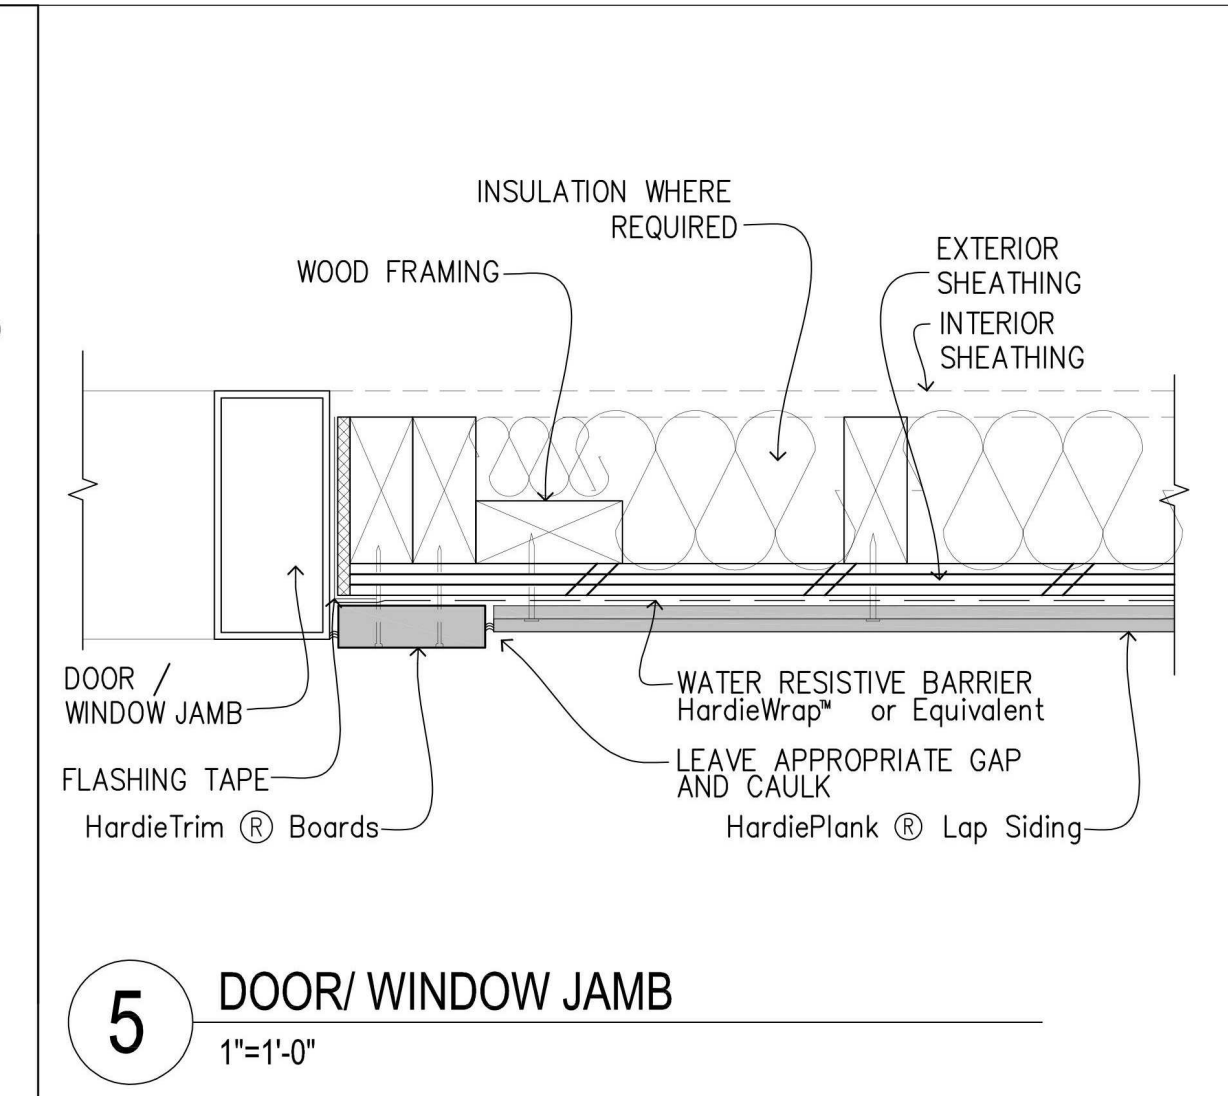 INSULATION WHERE
REQUIRED
WOOD FRAMING
EXTERIOR
SHEATHING
INTERIOR
SHEATHING
DOOR /
WINDOW JAMB
WATER RESISTIVE BARRIER
HardieWrap™ or Equivalent
FLASHING TAPE
LEAVE APPROPRIATE GAP
AND CAULK
HardieTrim ® Boards
HardiePlank ® Lap Siding
5
DOOR/ WINDOW JAMB
1"=1'-0"